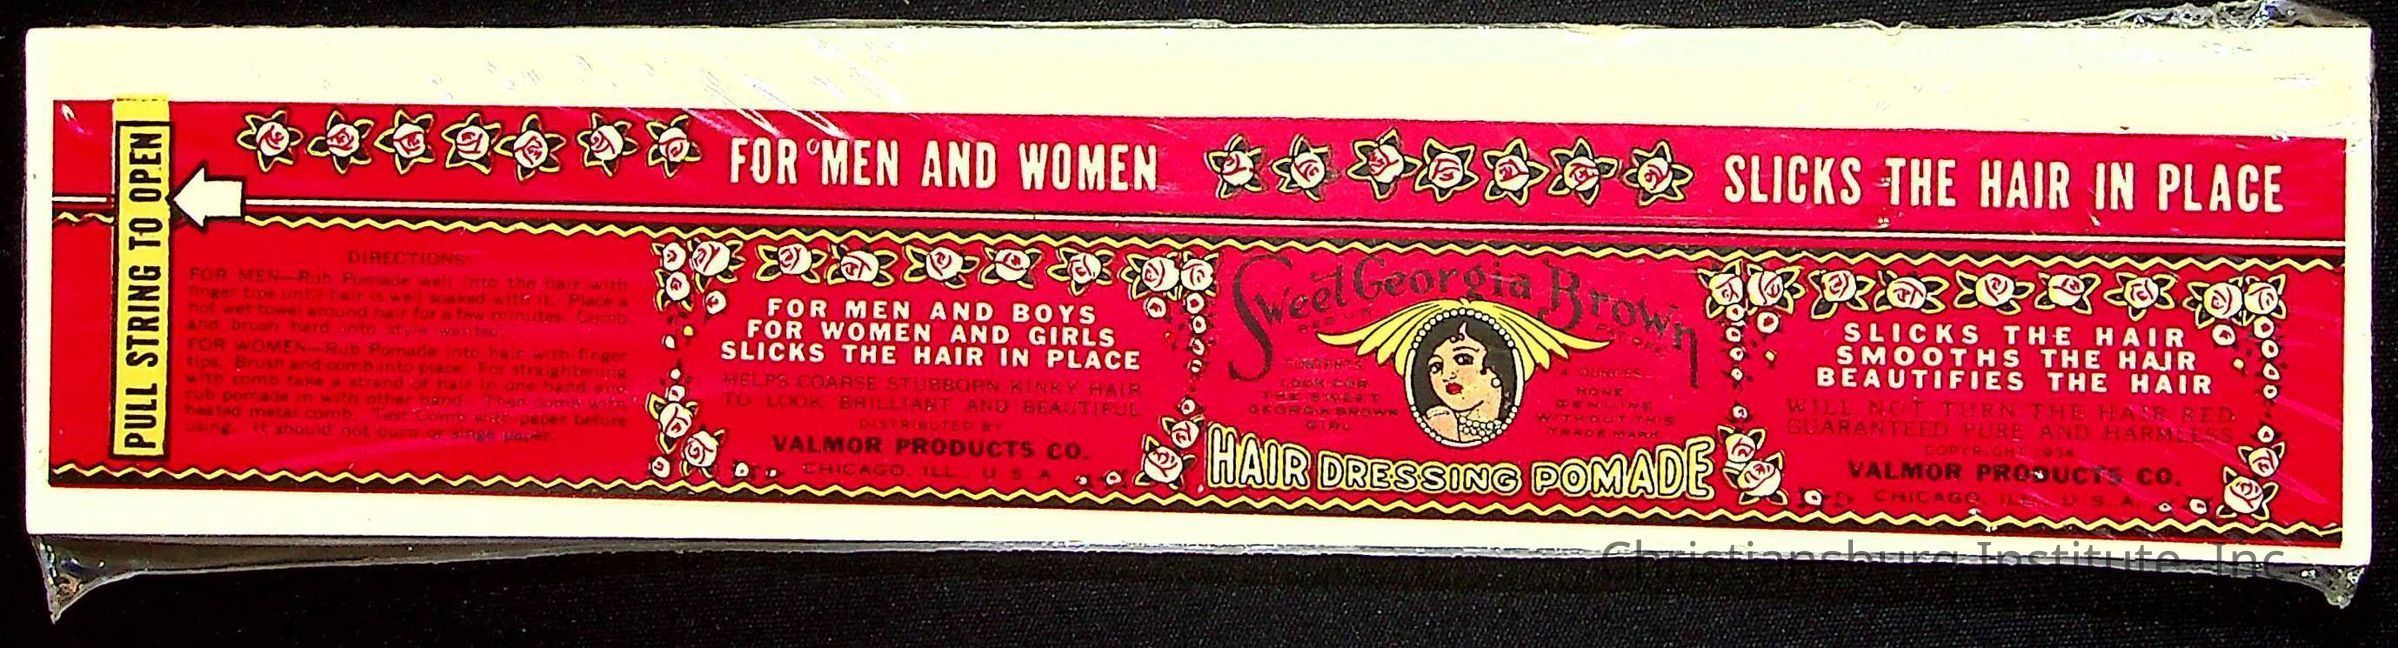 PULL STRING TO OPEN
FOR MEN AND WOMEN
SLICKS THE HAIR IN PLACE
DIRECTIONS:
FOR MEN—Rub Pomade well into the hair with
finger tips until hair is well soaked with it. Place a
hot wet towel around hair for a few minutes. Comb
and brush hard into style wanted.
FOR WOMEN—Rub Pomade into hair with finger
tips. Brush and comb into place. For straightening
with comb take a strand of hair in one hand and
rub pomade in with other hand. Then comb with
heated metal comb. Test Comb with paper before
using. It should not burn or singe paper.
FOR MEN AND BOYS
FOR WOMEN AND GIRLS
SLICKS THE HAIR IN PLACE
HELPS COARSE STUBBORN KINKY HAIR
TO LOOK BRILLIANT AND BEAUTIFUL
DISTRIBUTED BY
VALMOR PRODUCTS CO.
CHICAGO, ILL., U S A
Sweet Georgia Brown
CONTENTS
4 OUNCES
LOOK FOR
THE SWEET
GEORGIA BROWN
GIRL
NONE
GENUINE
WITHOUT THIS
TRADE MARK
HAIR DRESSING POMADE
SLICKS THE HAIR
SMOOTHS THE HAIR
BEAUTIFIES THE HAIR
WILL NOT TURN THE HAIR RED
GUARANTEED PURE AND HARMLESS
COPYRIGHT 1934
VALMOR PRODUCTS CO.
CHICAGO, ILL., U. S. A.
Christiansburg Institute, Inc.